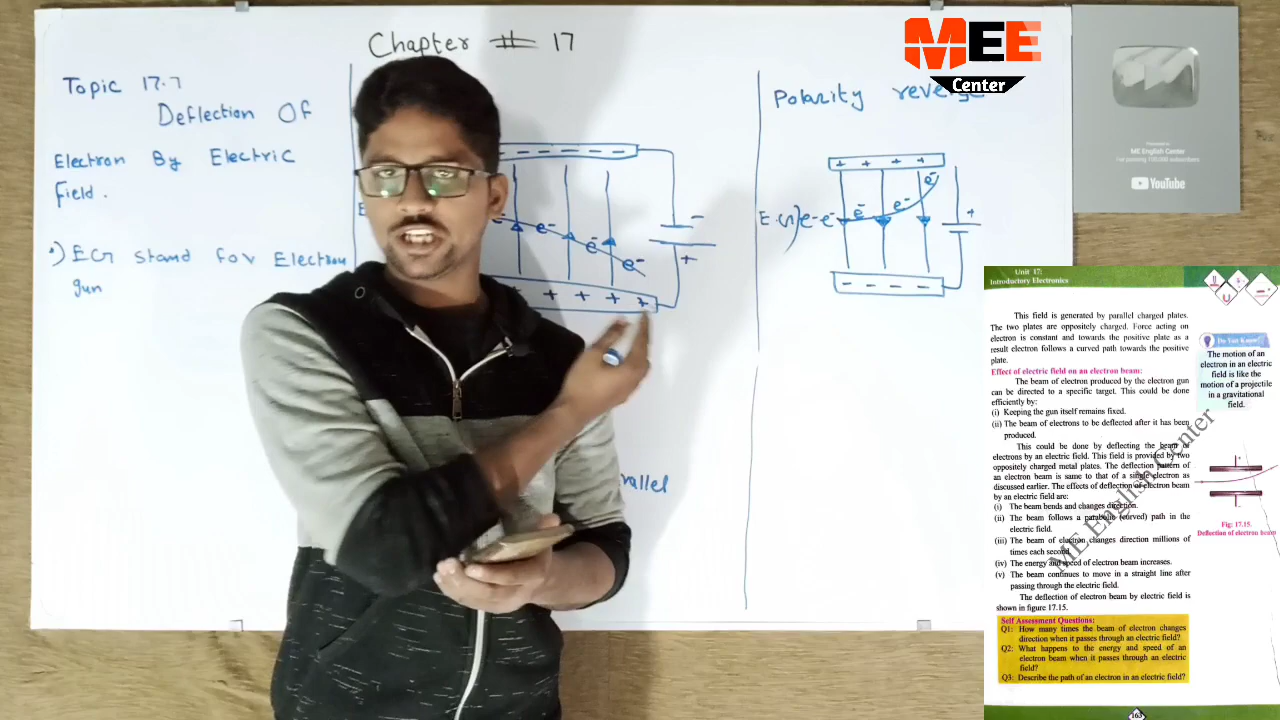 Chapter # 17
MEE
Center
Topic 17.7
Deflection Of
Electron By Electric
field.
EG stand for Electron
gun
- - - -
e- e- e-
+ + + +
-
+
Polarity
+ + + +
e- e- e- e- e-
+
- - - -
Presented to
ME English Center
For passing 100,000 subscribers
YouTube
Unit 17:
Introductory Electronics
This field is generated by parallel charged plates.
The two plates are oppositely charged. Force acting on
electron is constant and towards the positive plate as a
result electron follows a curved path towards the positive
plate.
Effect of electric field on an electron beam:
The beam of electron produced by the electron gun
can be directed to a specific target. This could be done
efficiently by:
(i) Keeping the gun itself remains fixed.
(ii) The beam of electrons to be deflected after it has been
produced.
This could be done by deflecting the beam of
electrons by an electric field. This field is provided by two
oppositely charged metal plates. The deflection pattern of
an electron beam is same to that of a single electron as
discussed earlier. The effects of deflection of electron beam
by an electric field are:
(i) The beam bends and changes direction.
(ii) The beam follows a parabolic (curved) path in the
electric field.
(iii) The beam of electron changes direction millions of
times each second.
(iv) The energy and speed of electron beam increases.
(v) The beam continues to move in a straight line after
passing through the electric field.
The deflection of electron beam by electric field is
shown in figure 17.15.
Self Assessment Questions:
Q1: How many times the beam of electron changes
direction when it passes through an electric field?
Q2: What happens to the energy and speed of an
electron beam when it passes through an electric
field?
Q3: Describe the path of an electron in an electric field?
163
Do You Know!
The motion of an
electron in an electric
field is like the
motion of a projectile
in a gravitational
field.
Fig: 17.15.
Deflection of electron beam
ME English Center